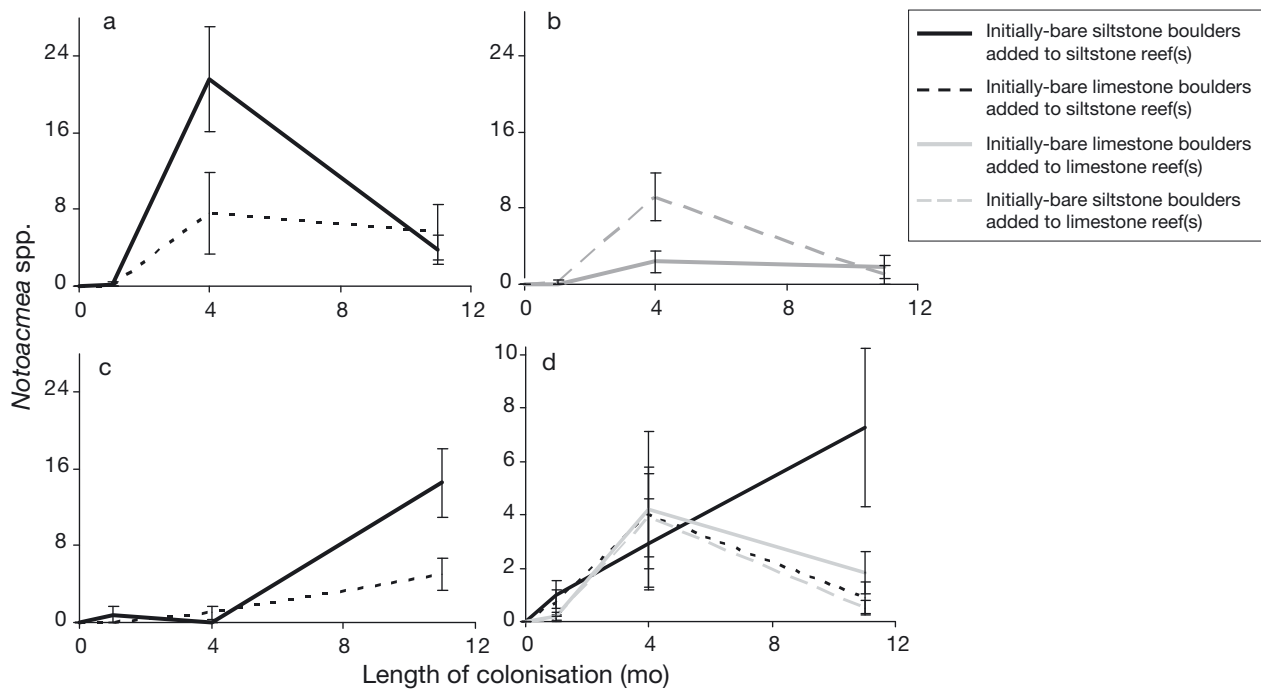 a
24
16
8
0
0
4
8
12
b
24
16
8
0
0
4
8
12
Initially-bare siltstone boulders
added to siltstone reef(s)
Initially-bare limestone boulders
added to siltstone reef(s)
Initially-bare limestone boulders
added to limestone reef(s)
Initially-bare siltstone boulders
added to limestone reef(s)
Notoacmea spp.
c
24
16
8
0
0
4
8
12
d
10
8
6
4
2
0
0
4
8
12
Length of colonisation (mo)